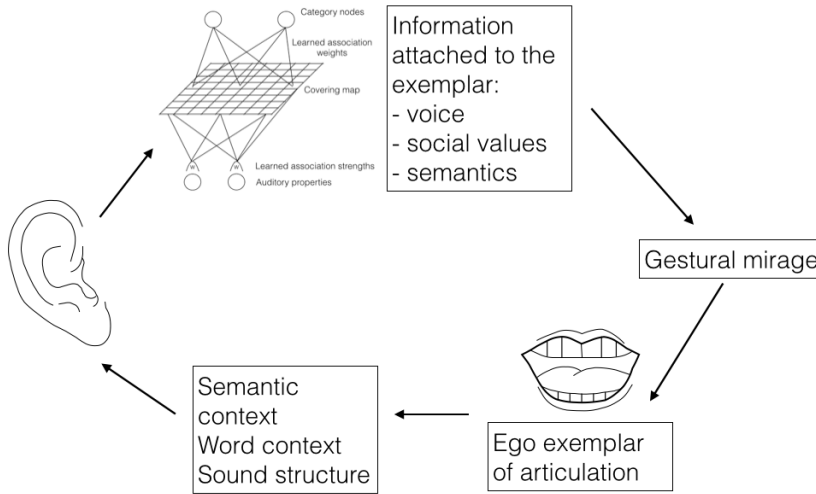 Category nodes
Learned association
weights
Covering map
w
w
Learned association strengths
Auditory properties
Information
attached to the
exemplar:
- voice
- social values
- semantics
Gestural mirage
Ego exemplar
of articulation
Semantic
context
Word context
Sound structure